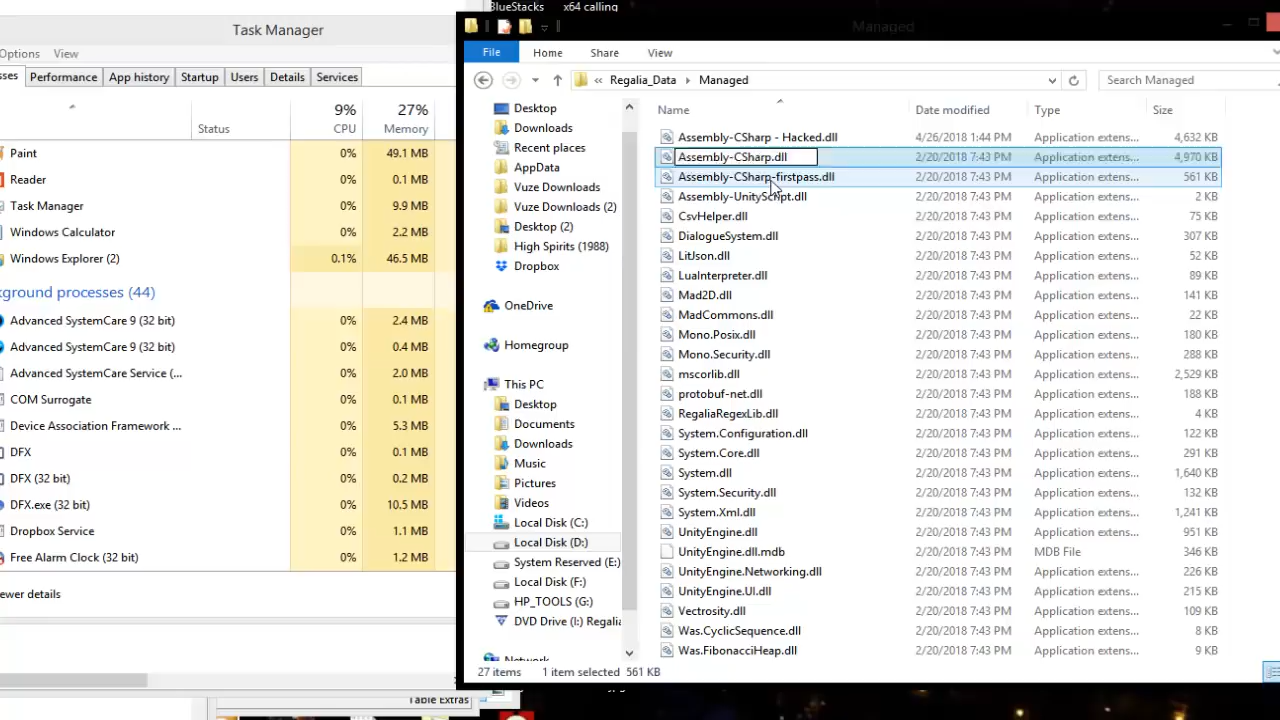 BlueStacks x64 calling
Task Manager
Options View
sses Performance App history Startup Users Details Services
9% 27%
Status CPU Memory
Paint 0% 49.1 MB
Reader 0% 0.1 MB
Task Manager 0% 9.9 MB
Windows Calculator 0% 2.2 MB
Windows Explorer (2) 0.1% 46.5 MB
kground processes (44)
Advanced SystemCare 9 (32 bit) 0% 2.4 MB
Advanced SystemCare 9 (32 bit) 0% 0.4 MB
Advanced SystemCare Service (... 0% 2.0 MB
COM Surrogate 0% 0.1 MB
Device Association Framework ... 0% 5.3 MB
DFX 0% 0.1 MB
DFX (32 bit) 0% 0.2 MB
DFX.exe (32 bit) 0% 10.5 MB
Dropbox Service 0% 1.1 MB
Free Alarm Clock (32 bit) 0% 1.2 MB
ewer details
Table Extras
Managed
File Home Share View
« Regalia_Data Managed Search Managed
Desktop
Downloads
Recent places
AppData
Vuze Downloads
Vuze Downloads (2)
Desktop (2)
High Spirits (1988)
Dropbox
OneDrive
Homegroup
This PC
Desktop
Documents
Downloads
Music
Pictures
Videos
Local Disk (C:)
Local Disk (D:)
System Reserved (E:)
Local Disk (F:)
HP_TOOLS (G:)
DVD Drive (I:) Regalia
Network
Name Date modified Type Size
Assembly-CSharp - Hacked.dll 4/26/2018 1:44 PM Application extens... 4,632 KB
Assembly-CSharp.dll 2/20/2018 7:43 PM Application extens... 4,970 KB
Assembly-CSharp-firstpass.dll 2/20/2018 7:43 PM Application extens... 561 KB
Assembly-UnityScript.dll 2/20/2018 7:43 PM Application extens... 2 KB
CsvHelper.dll 2/20/2018 7:43 PM Application extens... 73 KB
DialogueSystem.dll 2/20/2018 7:43 PM Application extens... 307 KB
LitJson.dll 2/20/2018 7:43 PM Application extens... 52 KB
LuaInterpreter.dll 2/20/2018 7:43 PM Application extens... 89 KB
Mad2D.dll 2/20/2018 7:43 PM Application extens... 141 KB
MadCommons.dll 2/20/2018 7:43 PM Application extens... 22 KB
Mono.Posix.dll 2/20/2018 7:43 PM Application extens... 180 KB
Mono.Security.dll 2/20/2018 7:43 PM Application extens... 288 KB
mscorlib.dll 2/20/2018 7:43 PM Application extens... 2,529 KB
protobuf-net.dll 2/20/2018 7:43 PM Application extens... 188 KB
RegaliaRegexLib.dll 2/20/2018 7:43 PM Application extens... KB
System.Configuration.dll 2/20/2018 7:43 PM Application extens... 122 KB
System.Core.dll 2/20/2018 7:43 PM Application extens... 291 KB
System.dll 2/20/2018 7:43 PM Application extens... 1,640 KB
System.Security.dll 2/20/2018 7:43 PM Application extens... 132 KB
System.Xml.dll 2/20/2018 7:43 PM Application extens... 1,241 KB
UnityEngine.dll 2/20/2018 7:43 PM Application extens... 951 KB
UnityEngine.dll.mdb 2/20/2018 7:43 PM MDB File 346 KB
UnityEngine.Networking.dll 2/20/2018 7:43 PM Application extens... 226 KB
UnityEngine.UI.dll 2/20/2018 7:43 PM Application extens... 215 KB
Vectrosity.dll 2/20/2018 7:43 PM Application extens... KB
Was.CyclicSequence.dll 2/20/2018 7:43 PM Application extens... 8 KB
Was.FibonacciHeap.dll 2/20/2018 7:43 PM Application extens... 9 KB
27 items 1 item selected 561 KB